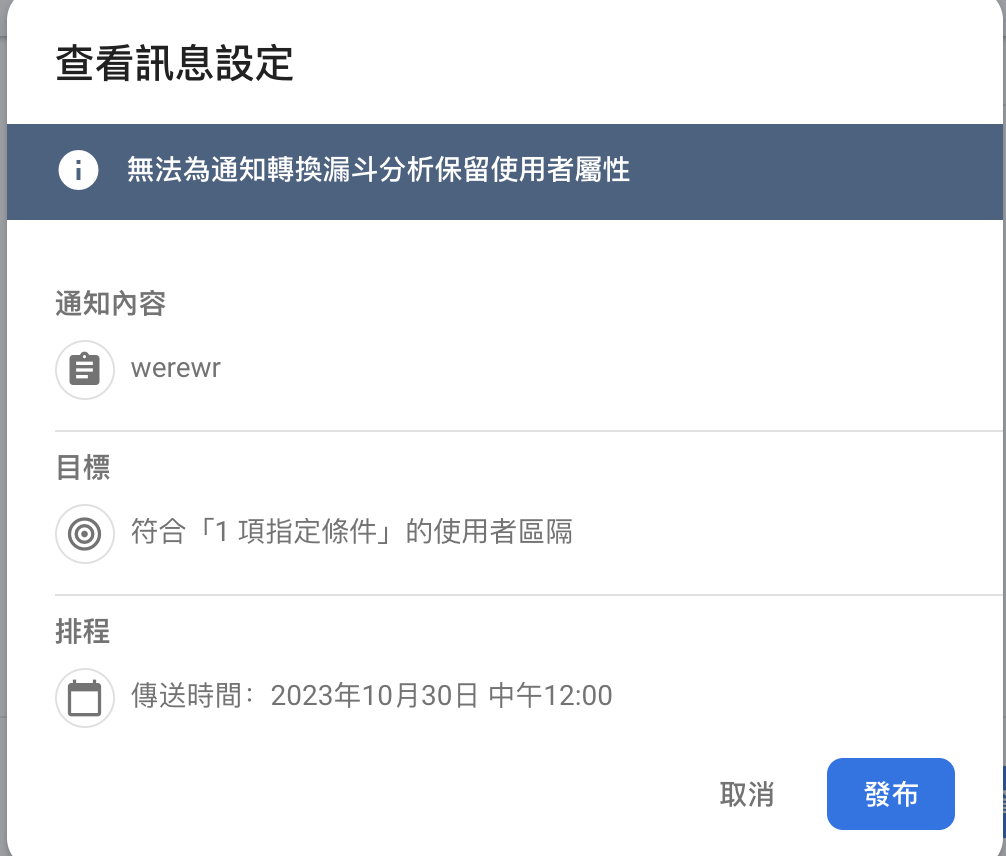 查看訊息設定
無法為通知轉換漏斗分析保留使用者屬性
通知內容
werewr
目標
符合「1 項指定條件」的使用者區隔
排程
傳送時間：2023年10月30日 中午12:00
取消
發布